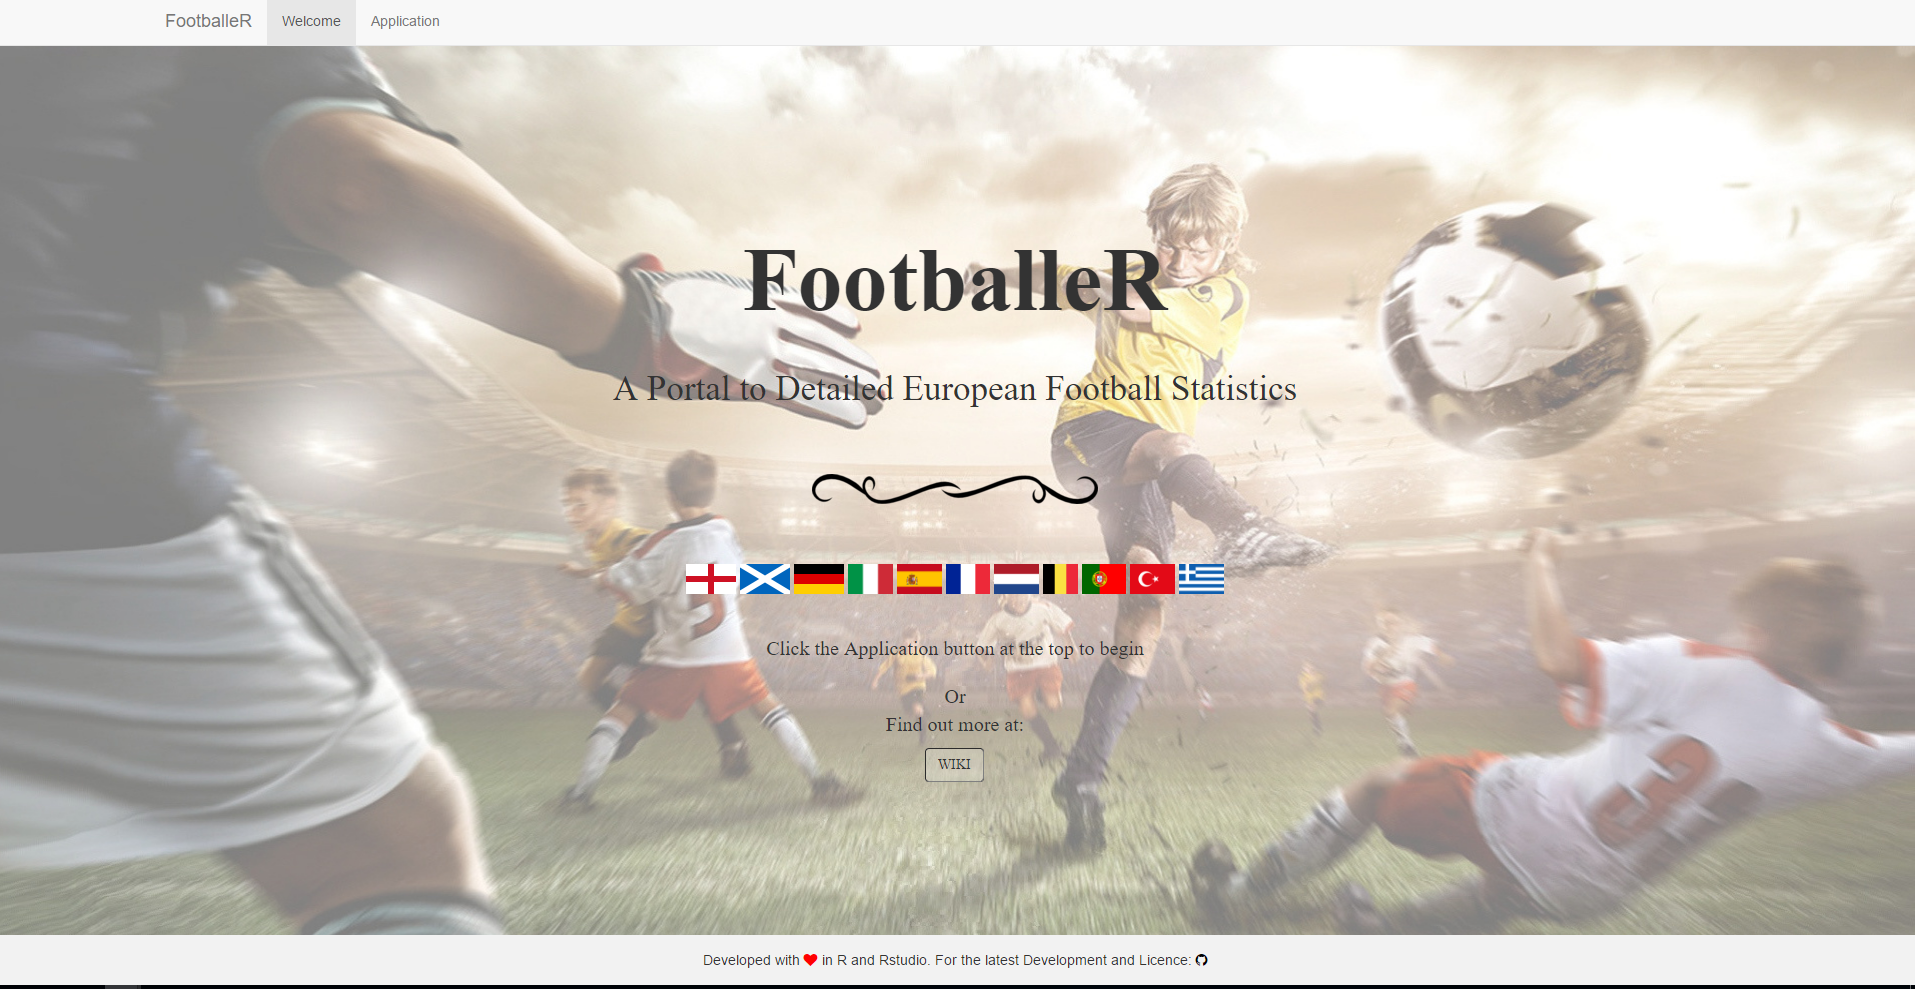 FootballeR Welcome Application
FootballeR
A Portal to Detailed European Football Statistics
Click the Application button at the top to begin
Or
Find out more at:
WIKI
Developed with in R and Rstudio. For the latest Development and Licence: